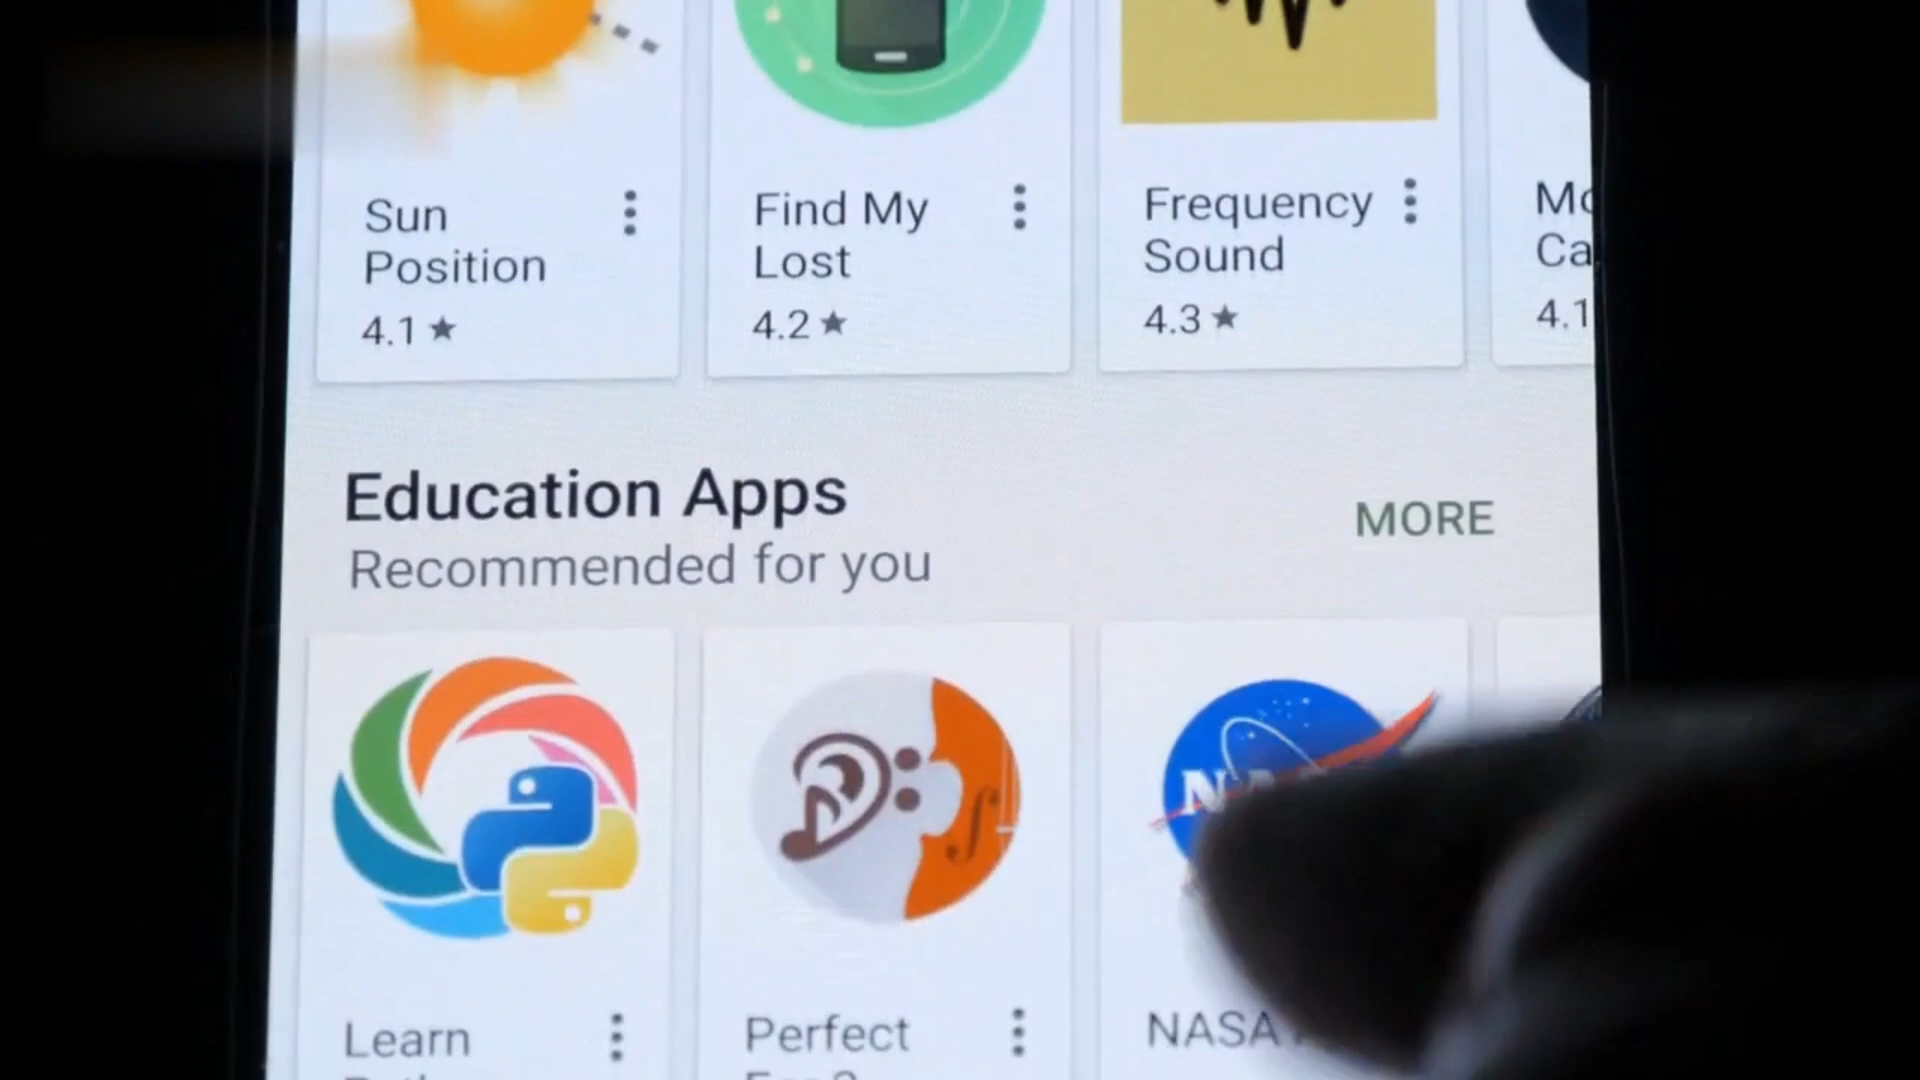 Sun
Position
4.1 ★
Find My
Lost
4.2 ★
Frequency
Sound
4.3 ★
4.1
Education Apps
Recommended for you
MORE
Learn
Perfect
NASA